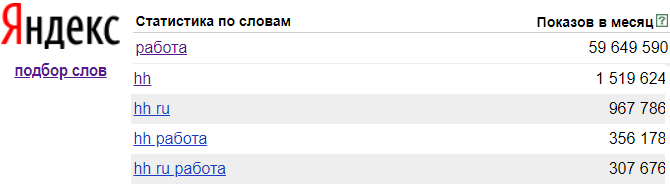 Яндекс
подбор слов
Статистика по словам Показов в месяц ?
работа 59 649 590
hh 1 519 624
hh ru 967 786
hh работа 356 178
hh ru работа 307 676